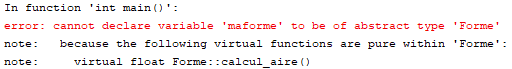 In function 'int main()':
error: cannot declare variable 'maforme' to be of abstract type 'Forme'
note:   because the following virtual functions are pure within 'Forme':
note:     virtual float Forme::calcul_aire()